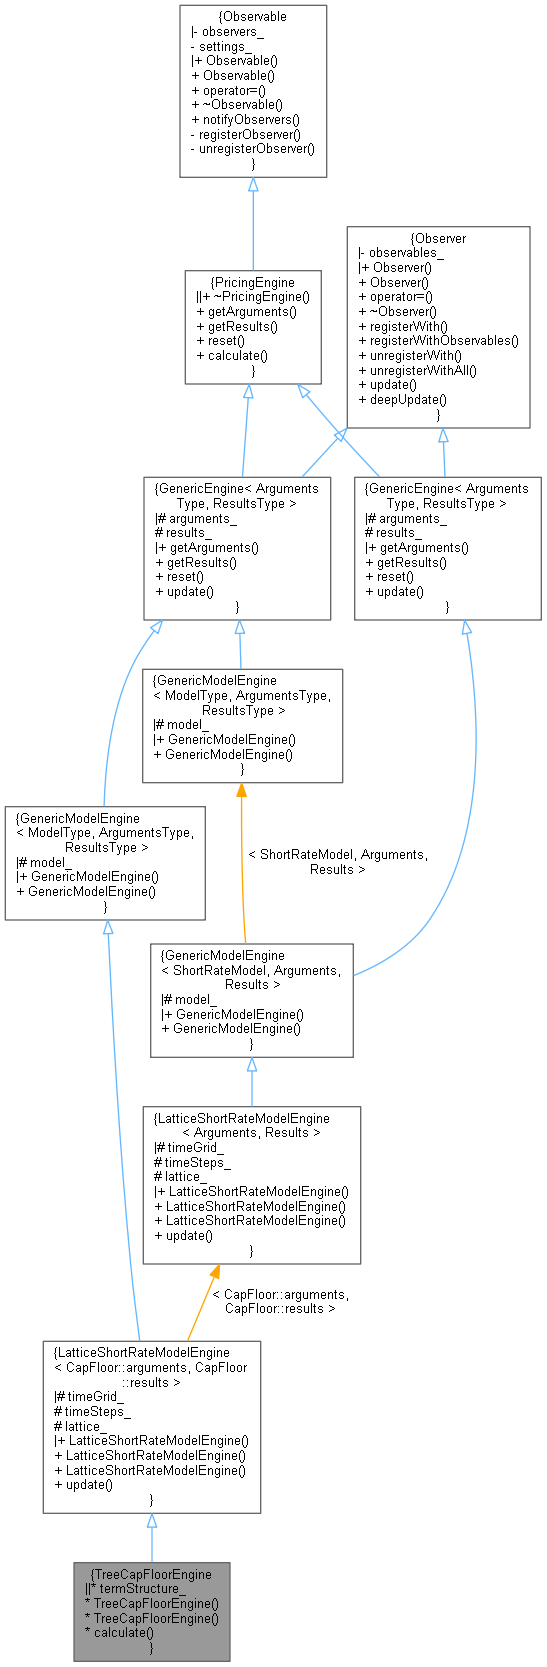 {Observable
|- observers_
- settings_
|+ Observable()
+ Observable()
+ operator=()
+ ~Observable()
+ notifyObservers()
- registerObserver()
- unregisterObserver()
}
{Observer
|- observables_
|+ Observer()
+ Observer()
+ operator=()
+ ~Observer()
+ registerWith()
+ registerWithObservables()
+ unregisterWith()
+ unregisterWithAll()
+ update()
+ deepUpdate()
}
{PricingEngine
||+ ~PricingEngine()
+ getArguments()
+ getResults()
+ reset()
+ calculate()
}
{GenericEngine< Arguments
Type, ResultsType >
|# arguments_
# results_
|+ getArguments()
+ getResults()
+ reset()
+ update()
}
{GenericEngine< Arguments
Type, ResultsType >
|# arguments_
# results_
|+ getArguments()
+ getResults()
+ reset()
+ update()
}
{GenericModelEngine
< ModelType, ArgumentsType,
ResultsType >
|# model_
|+ GenericModelEngine()
+ GenericModelEngine()
}
{GenericModelEngine
< ModelType, ArgumentsType,
ResultsType >
|# model_
|+ GenericModelEngine()
+ GenericModelEngine()
}
< ShortRateModel, Arguments,
Results >
{GenericModelEngine
< ShortRateModel, Arguments,
Results >
|# model_
|+ GenericModelEngine()
+ GenericModelEngine()
}
{LatticeShortRateModelEngine
< Arguments, Results >
|# timeGrid_
# timeSteps_
# lattice_
|+ LatticeShortRateModelEngine()
+ LatticeShortRateModelEngine()
+ LatticeShortRateModelEngine()
+ update()
}
< CapFloor::arguments,
CapFloor::results >
{LatticeShortRateModelEngine
< CapFloor::arguments, CapFloor
::results >
|# timeGrid_
# timeSteps_
# lattice_
|+ LatticeShortRateModelEngine()
+ LatticeShortRateModelEngine()
+ LatticeShortRateModelEngine()
+ update()
}
{TreeCapFloorEngine
||* termStructure_
* TreeCapFloorEngine()
* TreeCapFloorEngine()
* calculate()
}